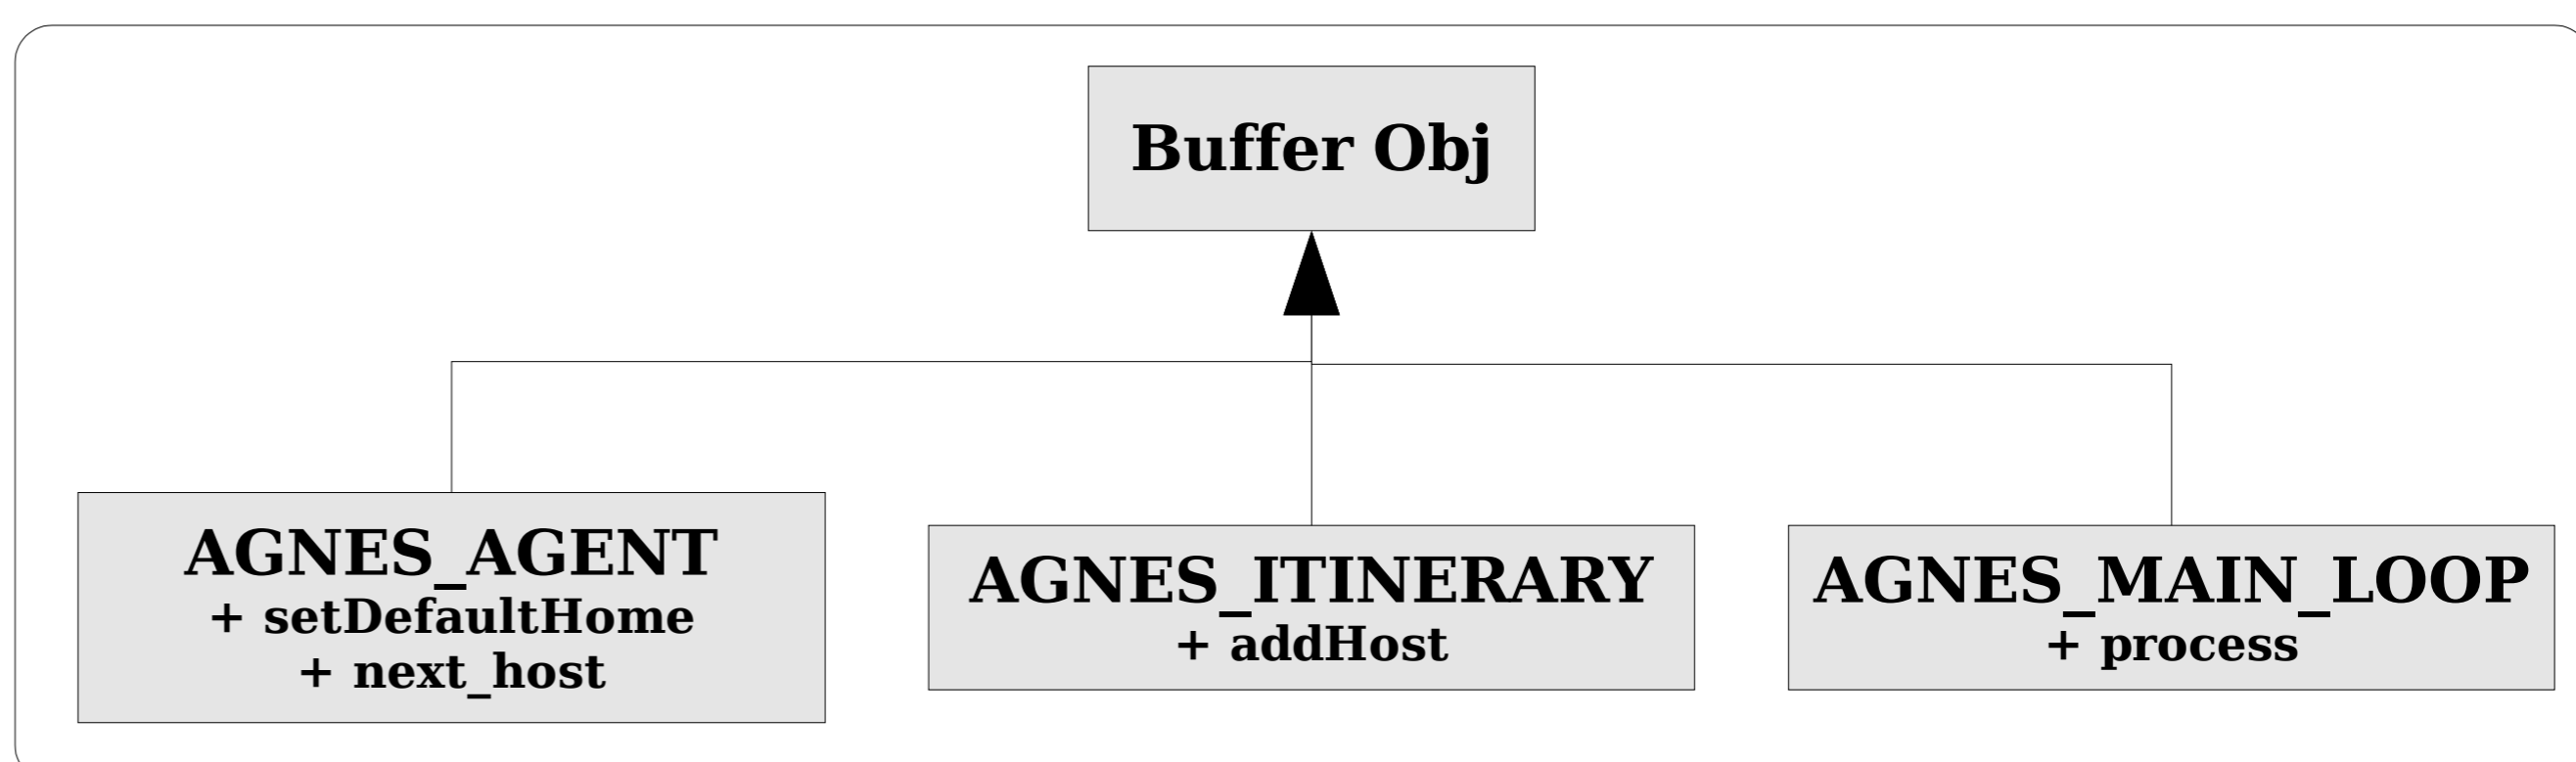 Buffer Obj
AGNES_AGENT
+ setDefaultHome
+ next_host
AGNES_ITINERARY
+ addHost
AGNES_MAIN_LOOP
+ process